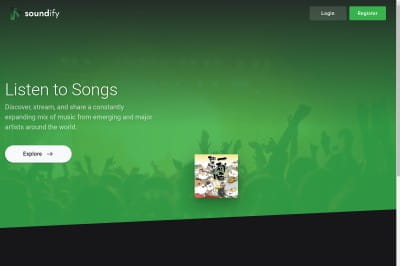 soundify
Login
Register
Listen to Songs
Discover, stream, and share a constantly
expanding mix of music from emerging and major
artists around the world.
Explore →